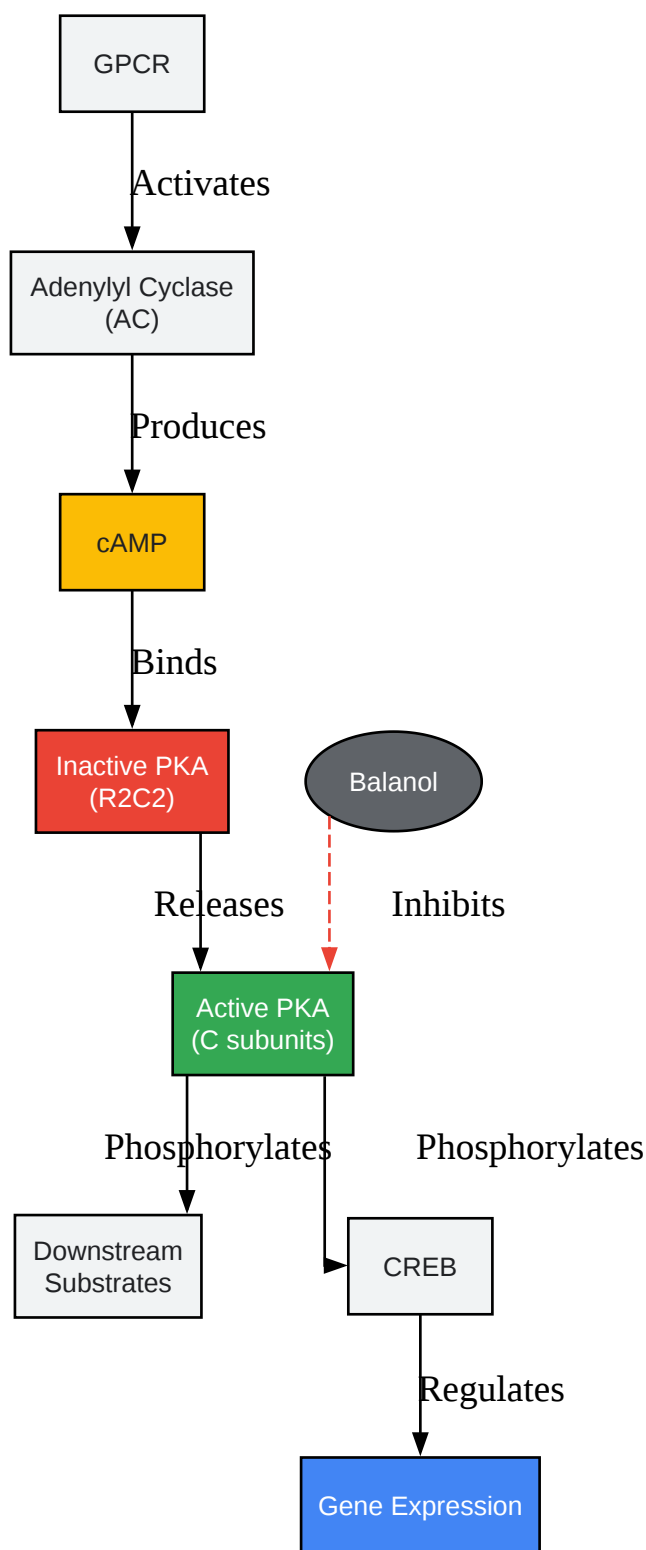 GPCR
Activates
Adenylyl Cyclase
(AC)
Produces
cAMP
Binds
Inactive PKA
(R2C2)
Balanol
Releases
Inhibits
Active PKA
(C subunits)
Phosphorylates
Phosphorylates
Downstream
Substrates
CREB
Regulates
Gene Expression